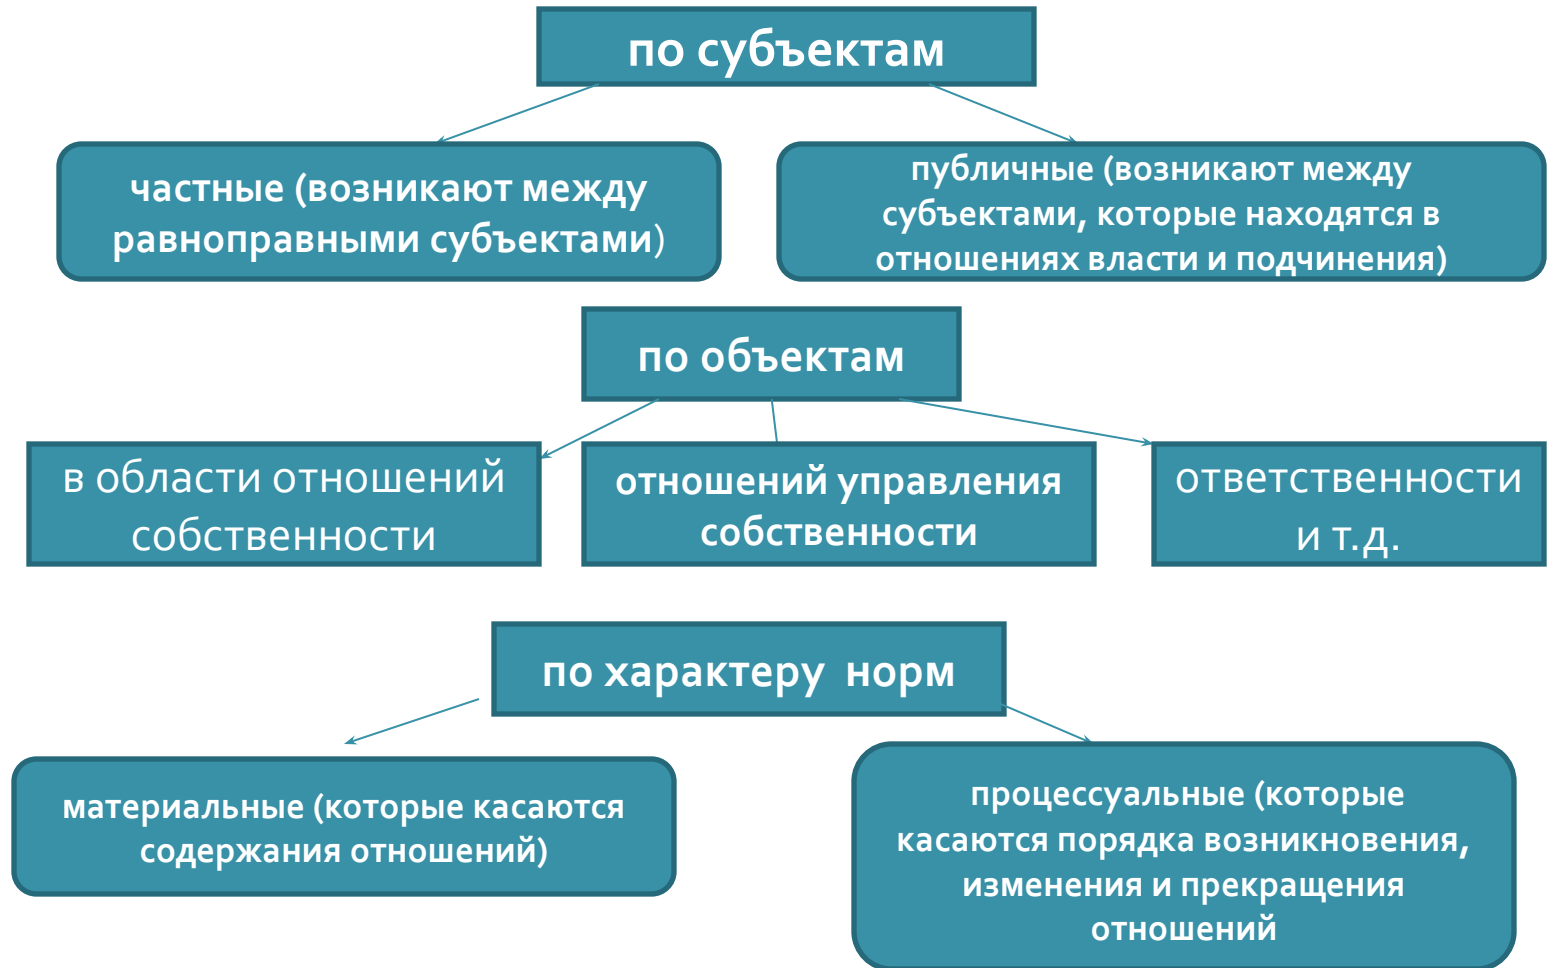 по субъектам
частные (возникают между
равноправными субъектами)
публичные (возникают между
субъектами, которые находятся в
отношениях власти и подчинения)
по объектам
в области отношений
собственности
отношений управления
собственности
ответственности
и т.д.
по характеру  норм
материальные (которые касаются
содержания отношений)
процессуальные (которые
касаются порядка возникновения,
изменения и прекращения
отношений